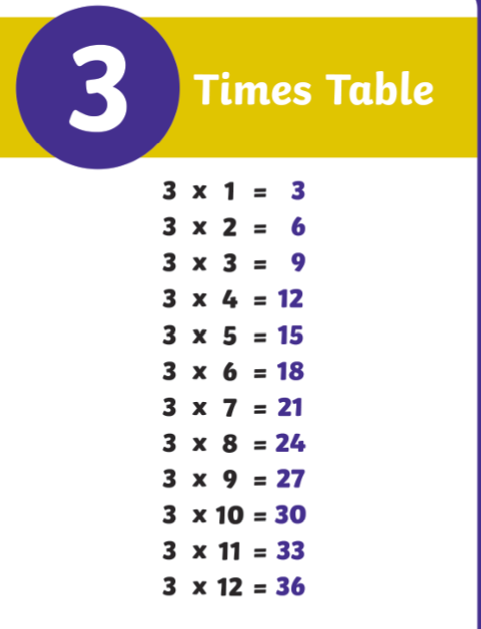 3 Times Table
3 x 1 = 3
3 x 2 = 6
3 x 3 = 9
3 x 4 = 12
3 x 5 = 15
3 x 6 = 18
3 x 7 = 21
3 x 8 = 24
3 x 9 = 27
3 x 10 = 30
3 x 11 = 33
3 x 12 = 36